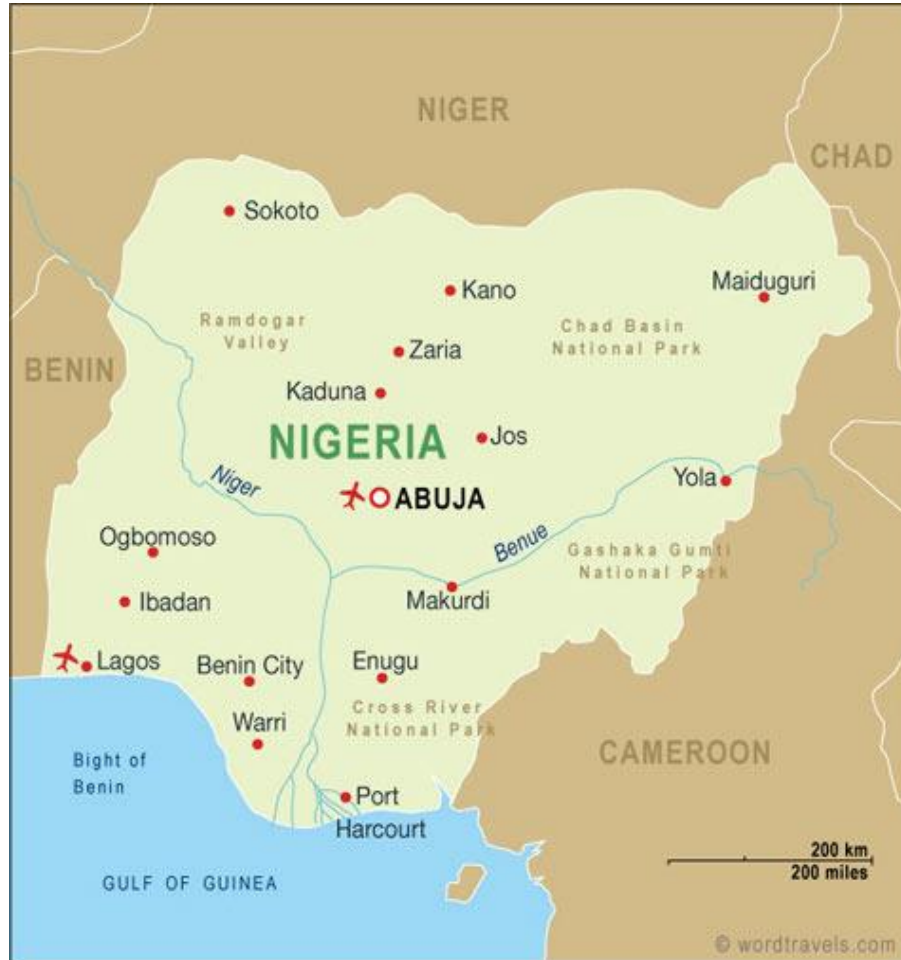 NIGER
CHAD
Sokoto
Kano
Maiduguri
Ramdogar
Valley
Chad Basin
National Park
Zaria
BENIN
Kaduna
NIGERIA
Jos
Niger
Yola
ABUJA
Benue
Ogbomoso
Gashaka Gumti
National Park
Ibadan
Makurdi
Lagos
Benin City
Enugu
Cross River
National Park
Warri
CAMEROON
Bight of
Benin
Port
Harcourt
200 km
200 miles
GULF OF GUINEA
© wordtravels.com